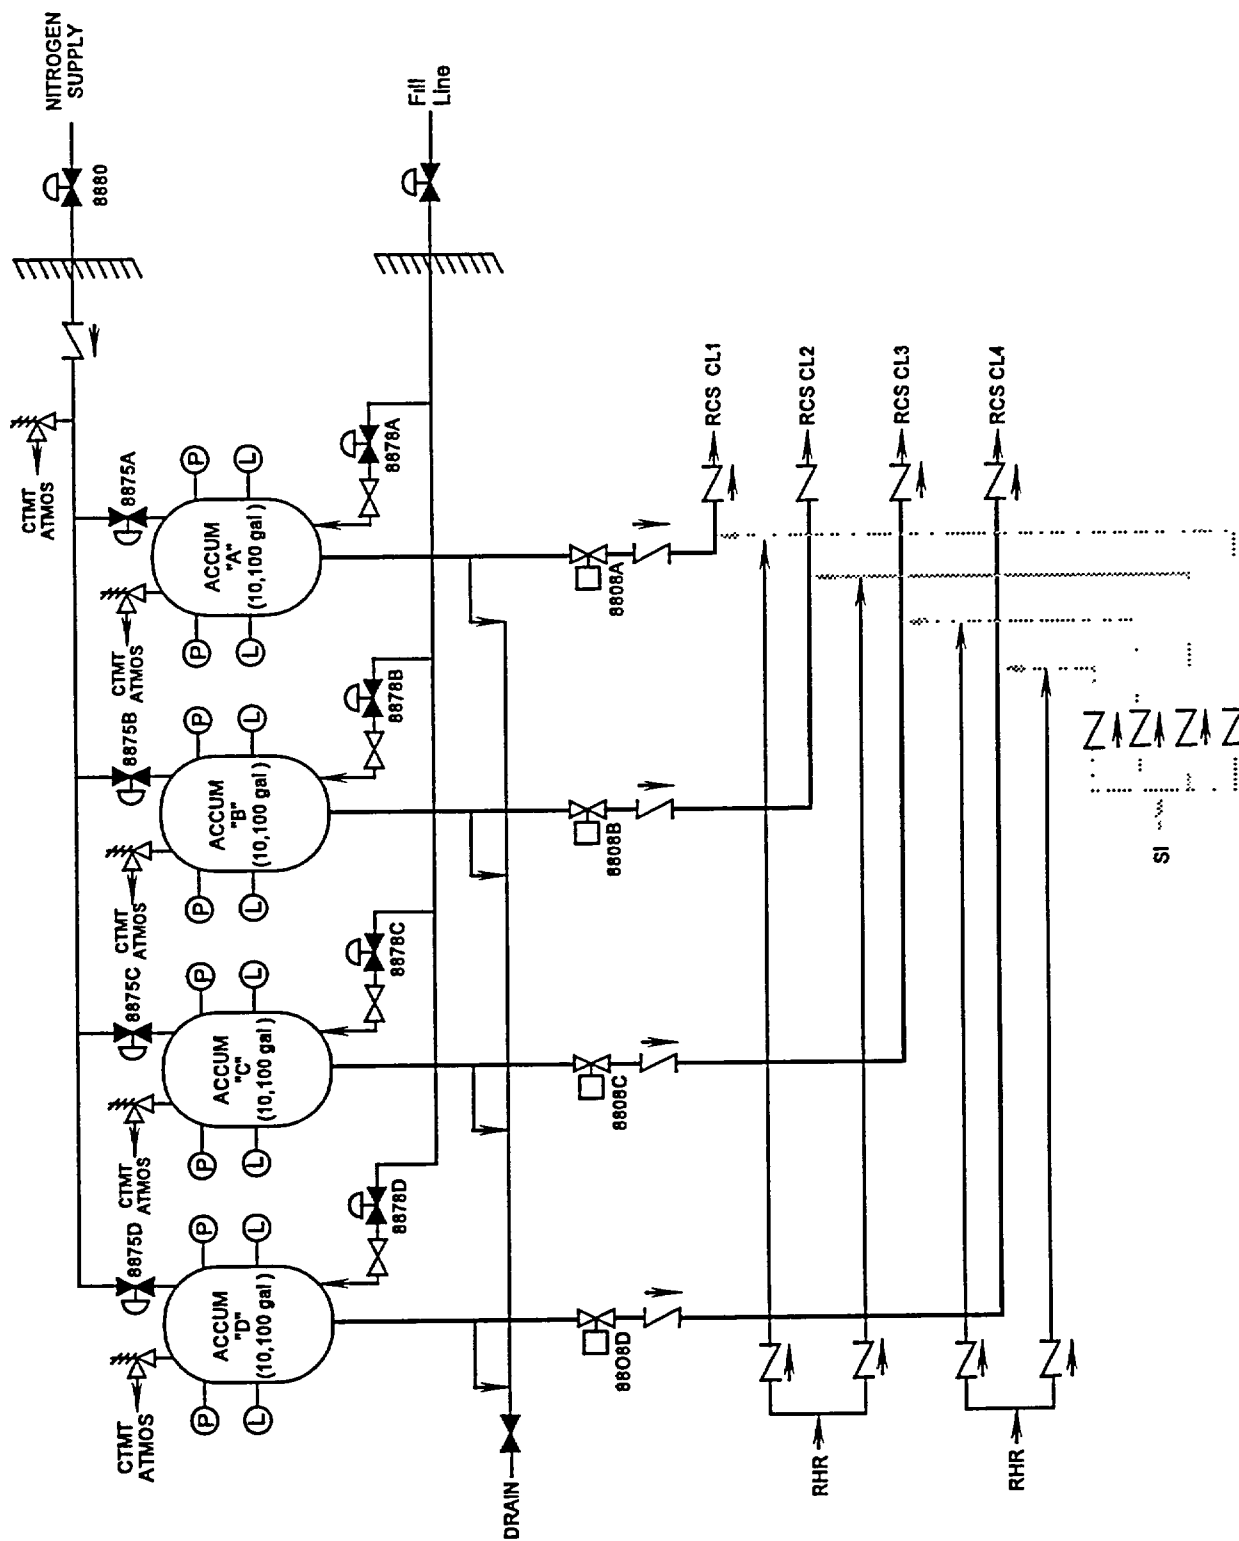 NITROGEN
SUPPLY
8880
Fill
Line
CTMT
ATMOS
8875A
P
L
ACCUM
"A"
(10,100 gal )
P
L
8878A
CTMT
ATMOS
8875B
P
L
ACCUM
"B"
(10,100 gal )
P
L
8878B
CTMT
ATMOS
8875C
P
L
ACCUM
"C"
(10,100 gal )
P
L
8878C
CTMT
ATMOS
8875D
P
L
ACCUM
"D"
(10,100 gal )
P
L
8878D
CTMT
ATMOS
8808A
8808B
8808C
8808D
DRAIN
RCS CL1
RCS CL2
RCS CL3
RCS CL4
RHR
RHR
SI